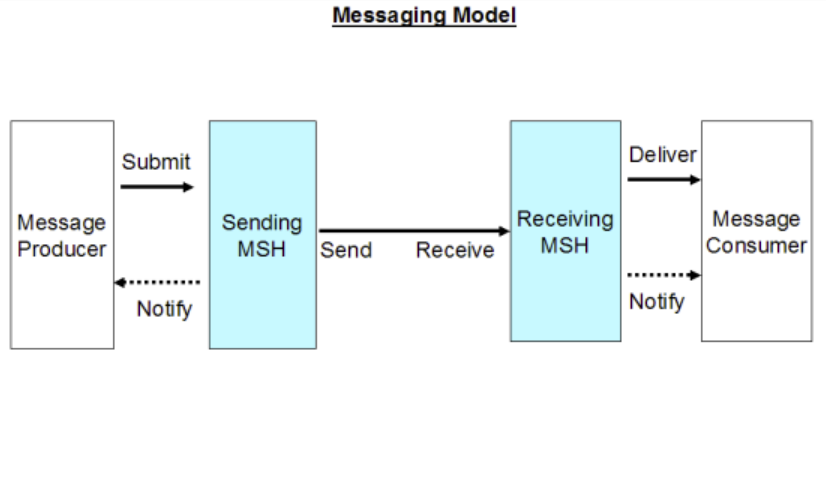 Messaging Model
Message
Producer
Submit
Notify
Sending
MSH
Send
Receive
Receiving
MSH
Deliver
Notify
Message
Consumer